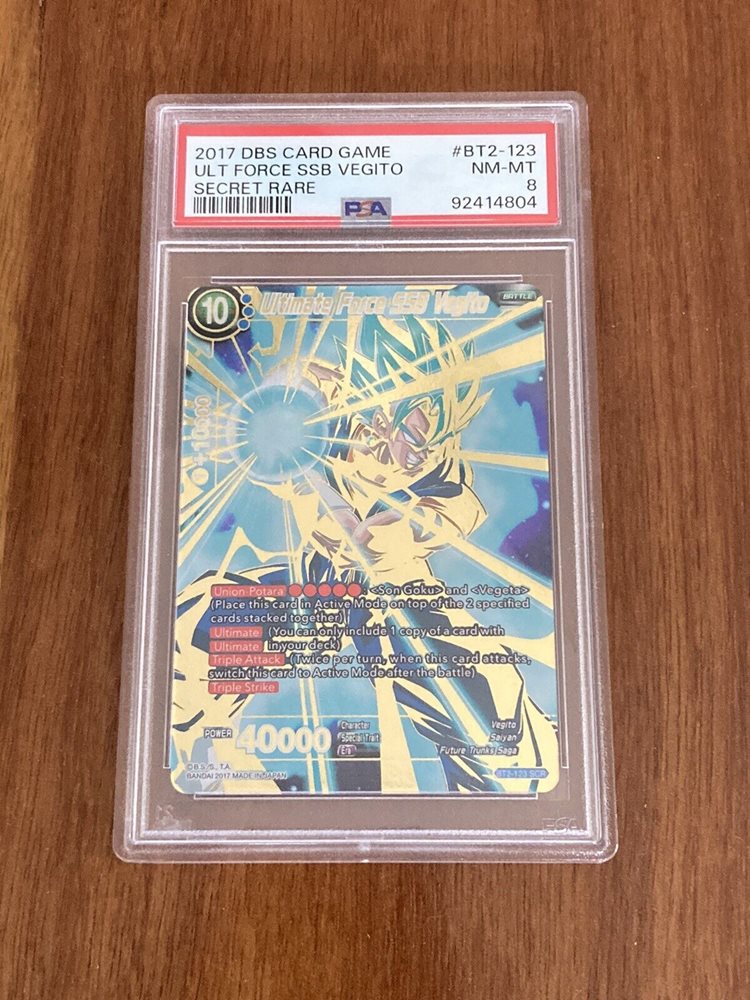 2017 DBS CARD GAME #BT2-123
ULT FORCE SSB VEGITO NM-MT
SECRET RARE 8
PSA 92414804
10 Ultimate Force SSB Vegito BATTLE
+10000
Union-Potara : <Son Goku> and <Vegeta>
(Place this card in Active Mode on top of the 2 specified
cards stacked together)
Ultimate (You can only include 1 copy of a card with
Ultimate in your deck)
Triple Attack (Twice per turn, when this card attacks,
switch this card to Active Mode after the battle)
Triple Strike
POWER 40000
Character Vegito
Special Trait Saiyan
Era Future Trunks Saga
©B.S./S., T.A.
BANDAI 2017 MADE IN JAPAN
BT2-123 SCR
PSA